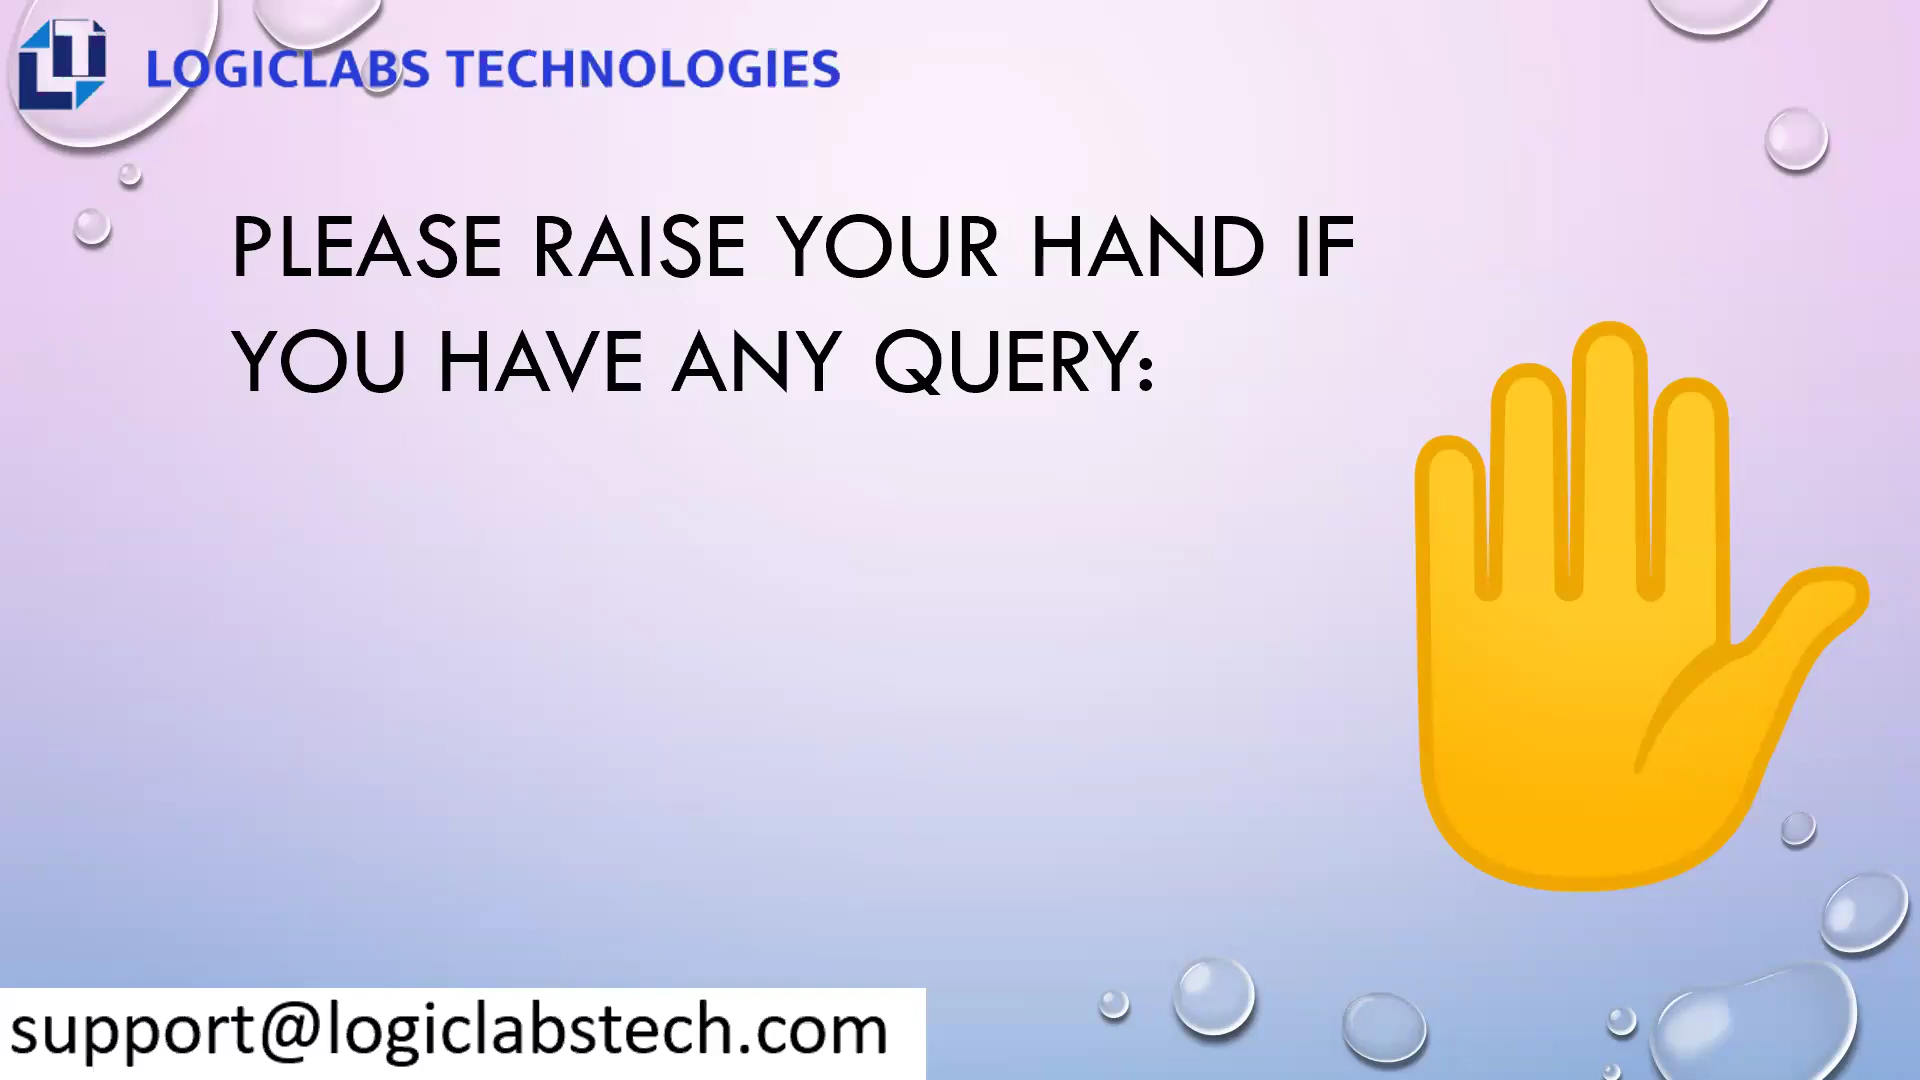 LOGICLABS TECHNOLOGIES
PLEASE RAISE YOUR HAND IF
YOU HAVE ANY QUERY:
support@logiclabstech.com